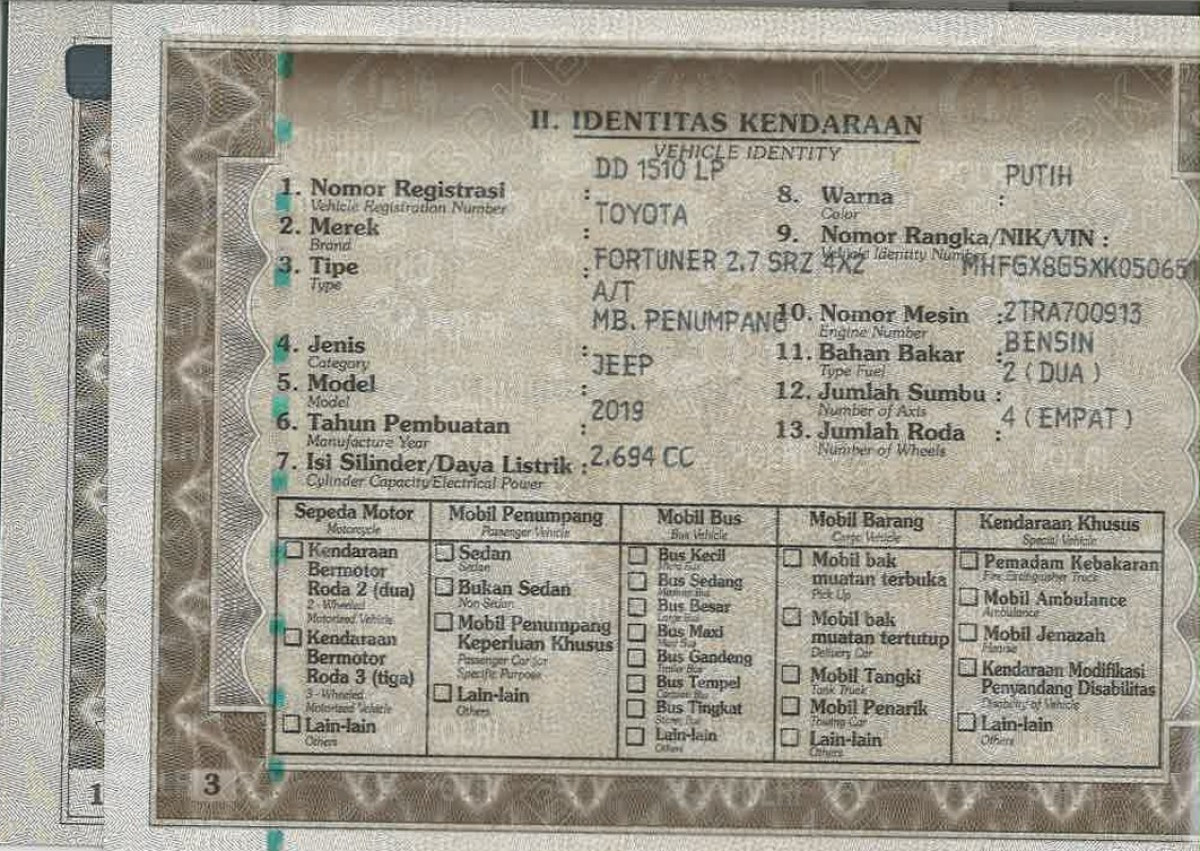 II. IDENTITAS KENDARAAN
VEHICLE IDENTITY
1. Nomor Registrasi : DD 1510 LP
Vehicle Registration Number
2. Merek : TOYOTA
Brand
3. Tipe : FORTUNER 2.7 SRZ 4X2
Type
A/T
4. Jenis : MB. PENUMPANG
Category
5. Model : JEEP
Model
6. Tahun Pembuatan : 2019
Manufacture Year
7. Isi Silinder/Daya Listrik : 2.694 CC
Cylinder Capacity/Electrical Power
8. Warna : PUTIH
Color
9. Nomor Rangka/NIK/VIN :
Vehicle Identity Number
MHFGX8GSXK05065
10. Nomor Mesin : 2TRA700913
Engine Number
11. Bahan Bakar : BENSIN
Type Fuel
12. Jumlah Sumbu : 2 ( DUA )
Number of Axis
13. Jumlah Roda : 4 ( EMPAT )
Number of Wheels
Sepeda Motor
Motorcycle
Kendaraan
Bermotor
Roda 2 (dua)
2 - Wheeled
Motorized Vehicle
Kendaraan
Bermotor
Roda 3 (tiga)
3 - Wheeled
Motorized Vehicle
Lain-lain
Others
Mobil Penumpang
Passenger Vehicle
Sedan
Sedan
Bukan Sedan
Non-Sedan
Mobil Penumpang
Keperluan Khusus
Passenger Car for
Specific Purpose
Lain-lain
Others
Mobil Bus
Bus Vehicle
Bus Kecil
Bus Sedang
Bus Besar
Large Bus
Bus Maxi
Maxi Bus
Bus Gandeng
Bus Tempel
Bus Tingkat
Lain-lain
Others
Mobil Barang
Cargo Vehicle
Mobil bak
muatan terbuka
Pick Up
Mobil bak
muatan tertutup
Delivery Car
Mobil Tangki
Tank Truck
Mobil Penarik
Towing Car
Lain-lain
Others
Kendaraan Khusus
Special Vehicle
Pemadam Kebakaran
Fire Extinguisher Truck
Mobil Ambulance
Ambulance
Mobil Jenazah
Hearse
Kendaraan Modifikasi
Penyandang Disabilitas
Disability of Vehicle
Lain-lain
Others
1
3